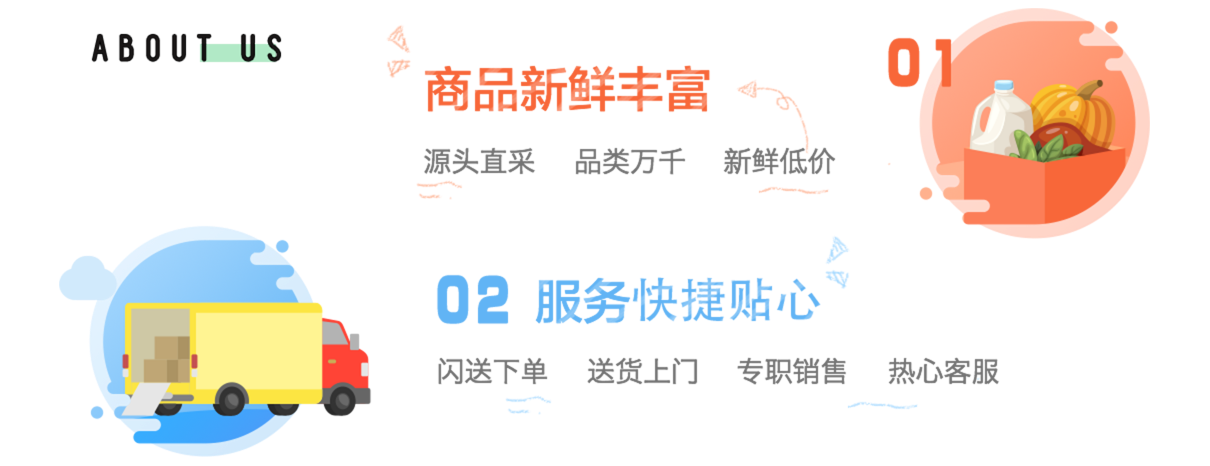 ABOUT US
01
商品新鲜丰富
源头直采 品类万千 新鲜低价
02 服务快捷贴心
闪送下单 送货上门 专职销售 热心客服